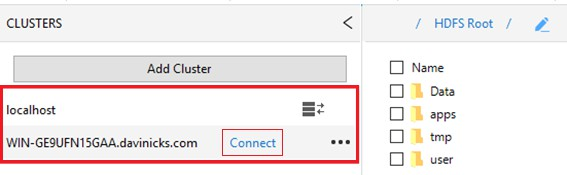 CLUSTERS
Add Cluster
localhost
WIN-GE9UFN15GAA.davinicks.com Connect
/ HDFS Root /
Name
Data
apps
tmp
user